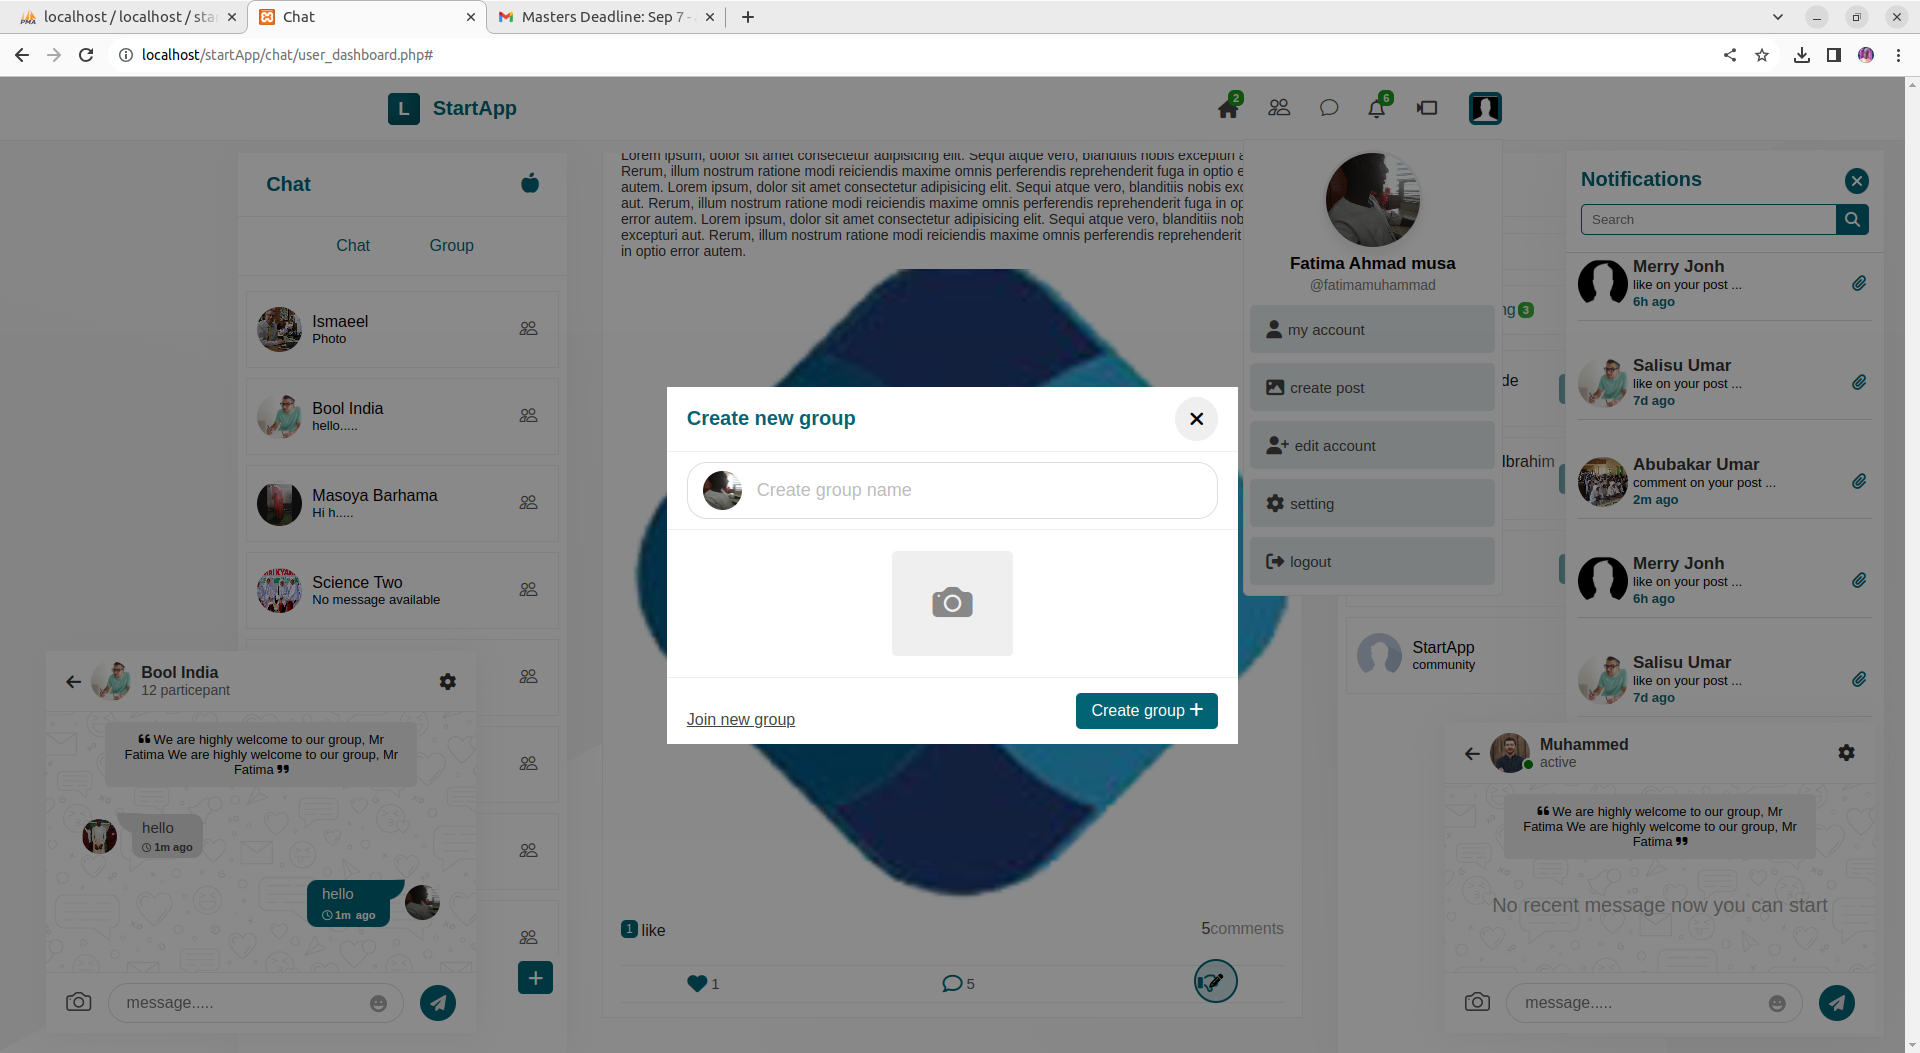 localhost / localhost / sta
Chat
Masters Deadline: Sep 7 -
localhost/startApp/chat/user_dashboard.php#
L StartApp
2
6
Chat
Chat Group
Ismaeel
Photo
Bool India
hello.....
Masoya Barhama
Hi h.....
Science Two
No message available
Lorem ipsum, dolor sit amet consectetur adipisicing elit. Sequi atque vero, blanditiis nobis excepturi a
Rerum, illum nostrum ratione modi reiciendis maxime omnis perferendis reprehenderit fuga in optio e
autem. Lorem ipsum, dolor sit amet consectetur adipisicing elit. Sequi atque vero, blanditiis nobis exc
aut. Rerum, illum nostrum ratione modi reiciendis maxime omnis perferendis reprehenderit fuga in op
error autem. Lorem ipsum, dolor sit amet consectetur adipisicing elit. Sequi atque vero, blanditiis nob
excepturi aut. Rerum, illum nostrum ratione modi reiciendis maxime omnis perferendis reprehenderit
in optio error autem.
Create new group
Create group name
Join new group
Create group +
1 like
5comments
1
5
Fatima Ahmad musa
@fatimamuhammad
my account
create post
edit account
setting
logout
ng 3
de
Ibrahim
StartApp
community
Notifications
Search
Merry Jonh
like on your post ...
6h ago
Salisu Umar
like on your post ...
7d ago
Abubakar Umar
comment on your post ...
2m ago
Merry Jonh
like on your post ...
6h ago
Salisu Umar
like on your post ...
7d ago
Bool India
12 particepant
❝ We are highly welcome to our group, Mr
Fatima We are highly welcome to our group, Mr
Fatima ❞
hello
1m ago
hello
1m ago
message.....
Muhammed
active
❝ We are highly welcome to our group, Mr
Fatima We are highly welcome to our group, Mr
Fatima ❞
No recent message now you can start
message.....